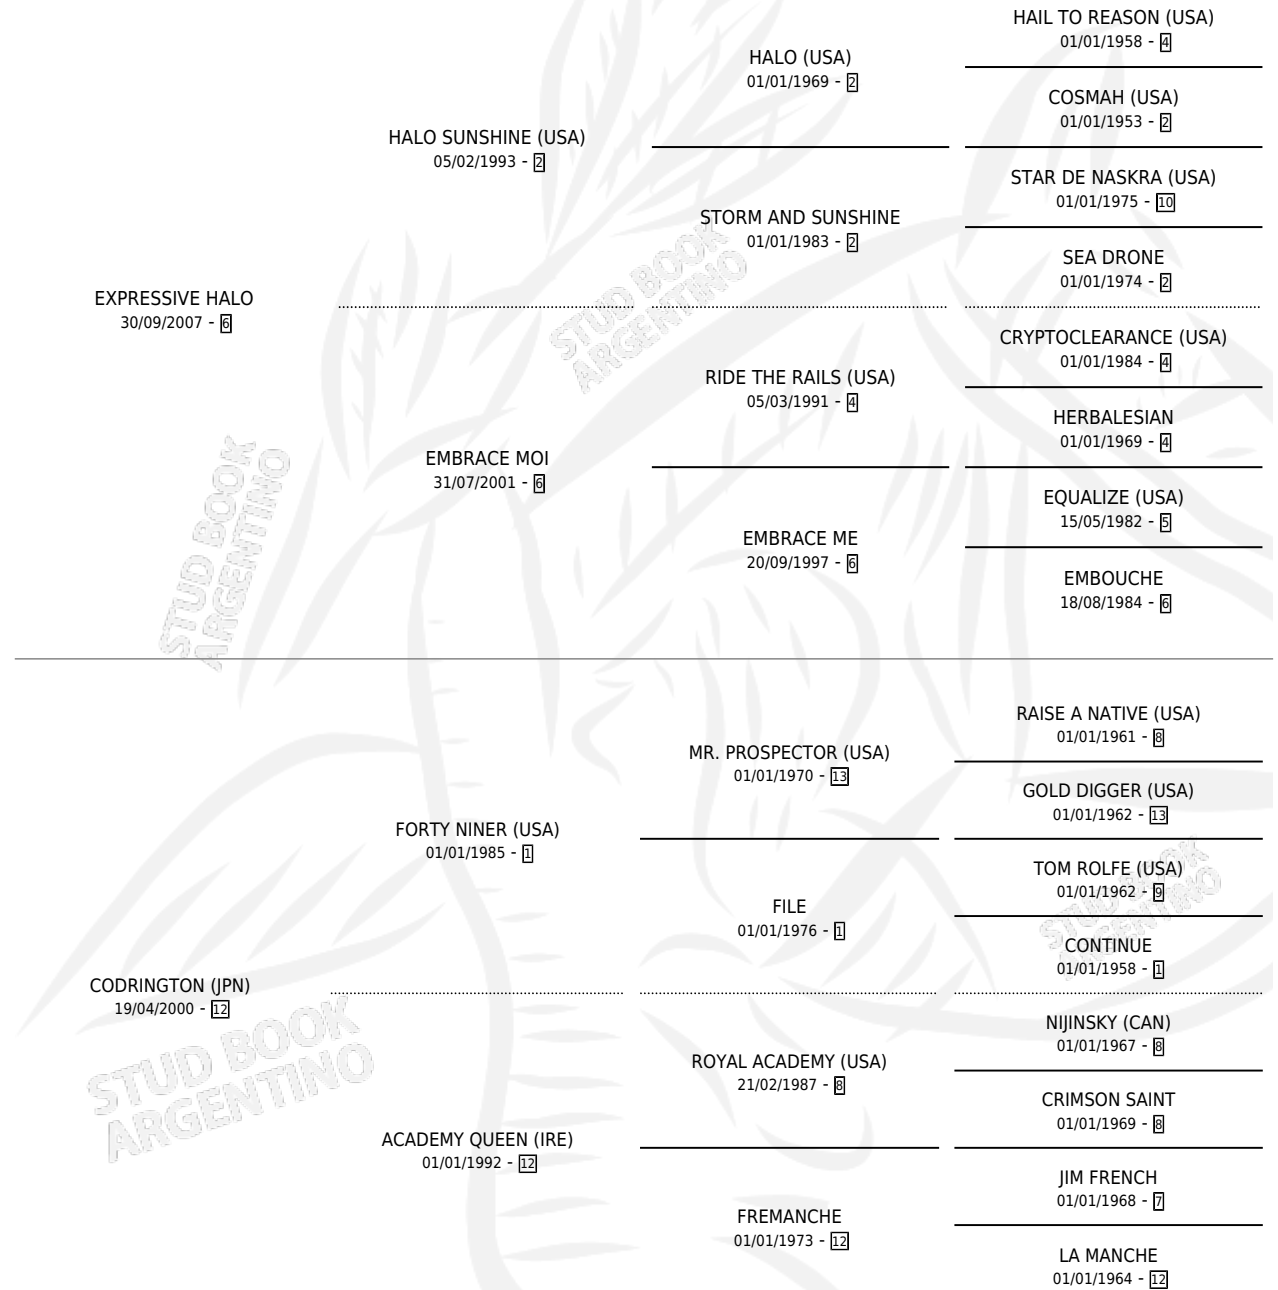 HAIL TO REASON (USA)
01/01/1958 - 4
HALO (USA)
01/01/1969 - 2
COSMAH (USA)
01/01/1953 - 2
HALO SUNSHINE (USA)
05/02/1993 - 2
STAR DE NASKRA (USA)
01/01/1975 - 10
STORM AND SUNSHINE
01/01/1983 - 2
SEA DRONE
01/01/1974 - 2
EXPRESSIVE HALO
30/09/2007 - 6
CRYPTOCLEARANCE (USA)
01/01/1984 - 4
RIDE THE RAILS (USA)
05/03/1991 - 4
HERBALESIAN
01/01/1969 - 4
EMBRACE MOI
31/07/2001 - 6
EQUALIZE (USA)
15/05/1982 - 5
EMBRACE ME
20/09/1997 - 6
EMBOUCHE
18/08/1984 - 6
STUD BOOK
ARGENTINO
STUD BOOK
ARGENTINO
RAISE A NATIVE (USA)
01/01/1961 - 8
MR. PROSPECTOR (USA)
01/01/1970 - 13
GOLD DIGGER (USA)
01/01/1962 - 13
FORTY NINER (USA)
01/01/1985 - 1
TOM ROLFE (USA)
01/01/1962 - 9
FILE
01/01/1976 - 1
CONTINUE
01/01/1958 - 1
STUD BOOK
ARGENTINO
CODRINGTON (JPN)
19/04/2000 - 12
NIJINSKY (CAN)
01/01/1967 - 8
ROYAL ACADEMY (USA)
21/02/1987 - 8
CRIMSON SAINT
01/01/1969 - 8
STUD BOOK
ARGENTINO
ACADEMY QUEEN (IRE)
01/01/1992 - 12
JIM FRENCH
01/01/1968 - 7
FREMANCHE
01/01/1973 - 12
LA MANCHE
01/01/1964 - 12